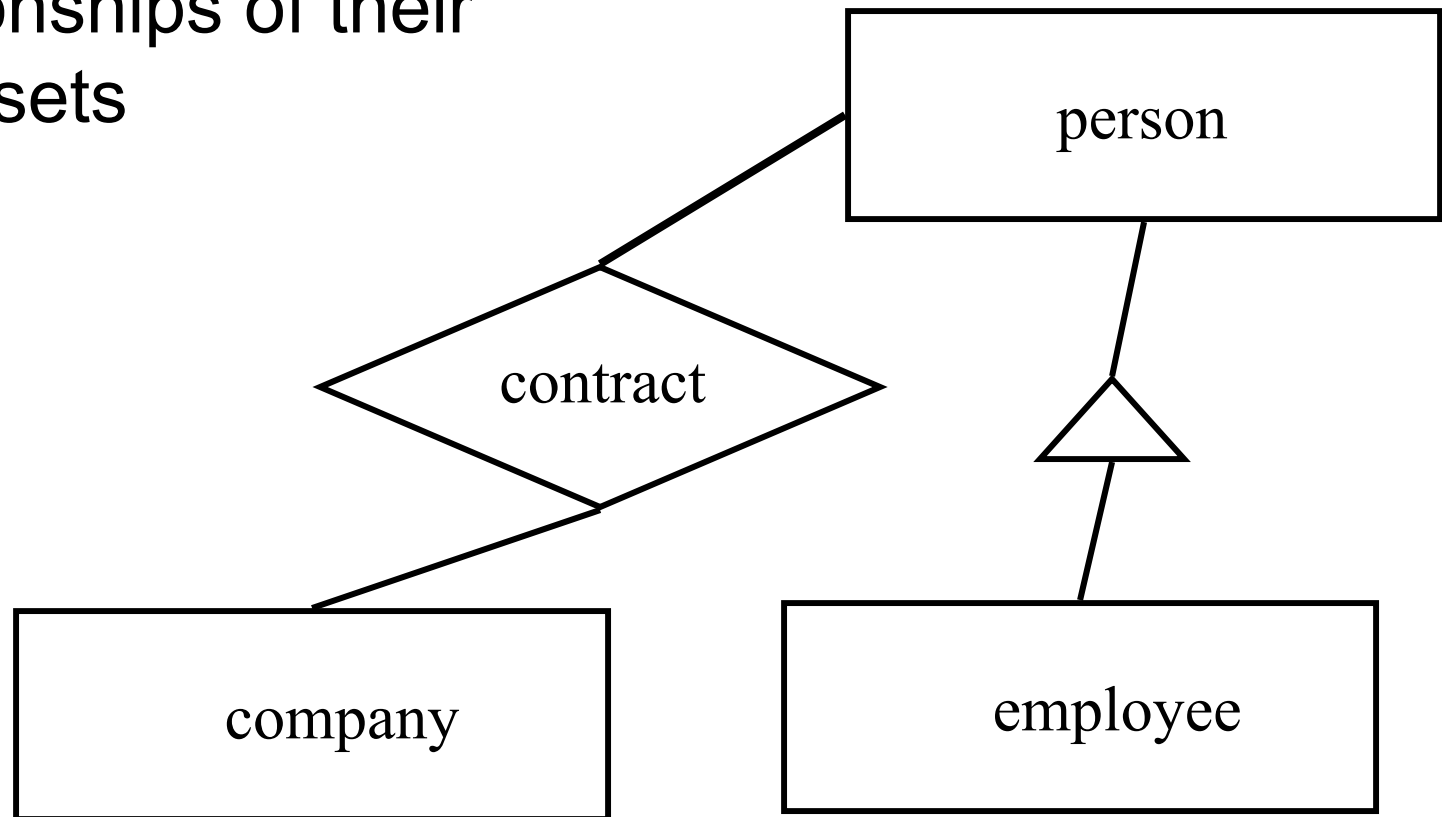 onships of their
sets
person
contract
company
employee